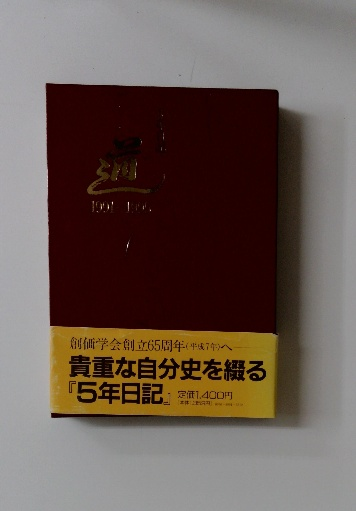 1991
創価学会創立65周年(平成7年)へ
貴重な自分史を綴る
『5年日記』
定価1,400円